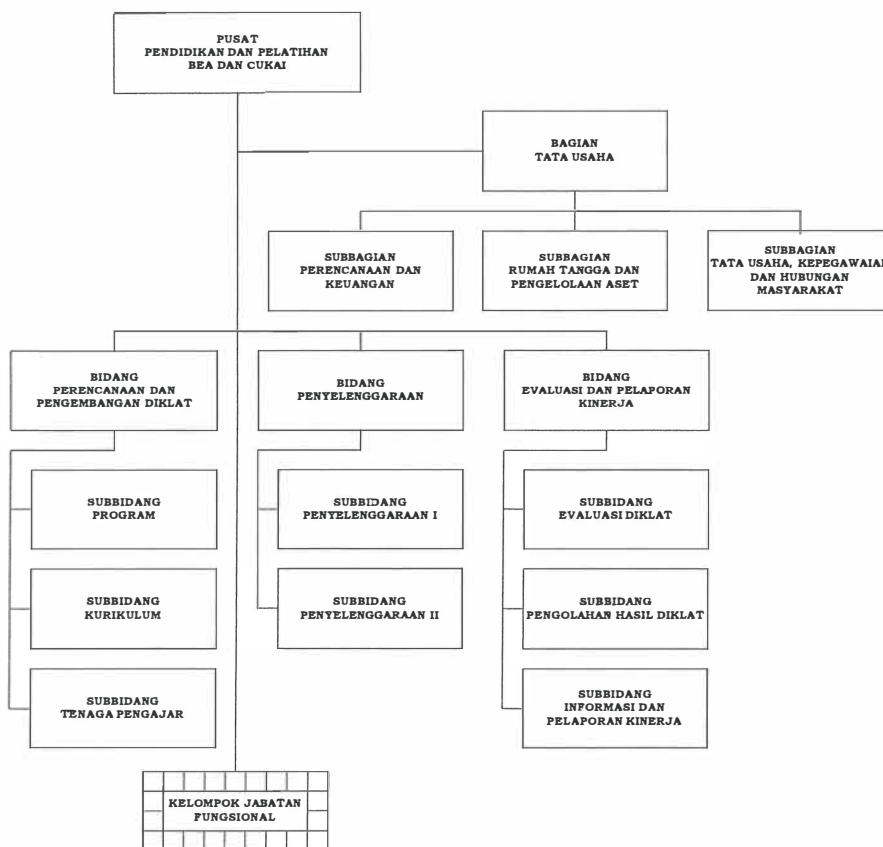 PUSAT
PENDIDIKAN DAN PELATIHAN
BEA DAN CUKAI
BAGIAN
TATA USAHA
SUBBAGIAN
PERENCANAAN DAN
KEUANGAN
SUBBAGIAN
RUMAH TANGGA DAN
PENGELOLAAN ASET
SUBBAGIAN
TATA USAHA, KEPEGAWAIAN
DAN HUBUNGAN
MASYARAKAT
BIDANG
PERENCANAAN DAN
PENGEMBANGAN DIKLAT
BIDANG
PENYELENGGARAAN
BIDANG
EVALUASI DAN PELAPORAN
KINERJA
SUBBIDANG
PROGRAM
SUBBIDANG
PENYELENGGARAAN I
SUBBIDANG
EVALUASI DIKLAT
SUBBIDANG
KURIKULUM
SUBBIDANG
PENYELENGGARAAN II
SUBBIDANG
PENGOLAHAN HASIL DIKLAT
SUBBIDANG
TENAGA PENGAJAR
SUBBIDANG
INFORMASI DAN
PELAPORAN KINERJA
KELOMPOK JABATAN
FUNGSIONAL